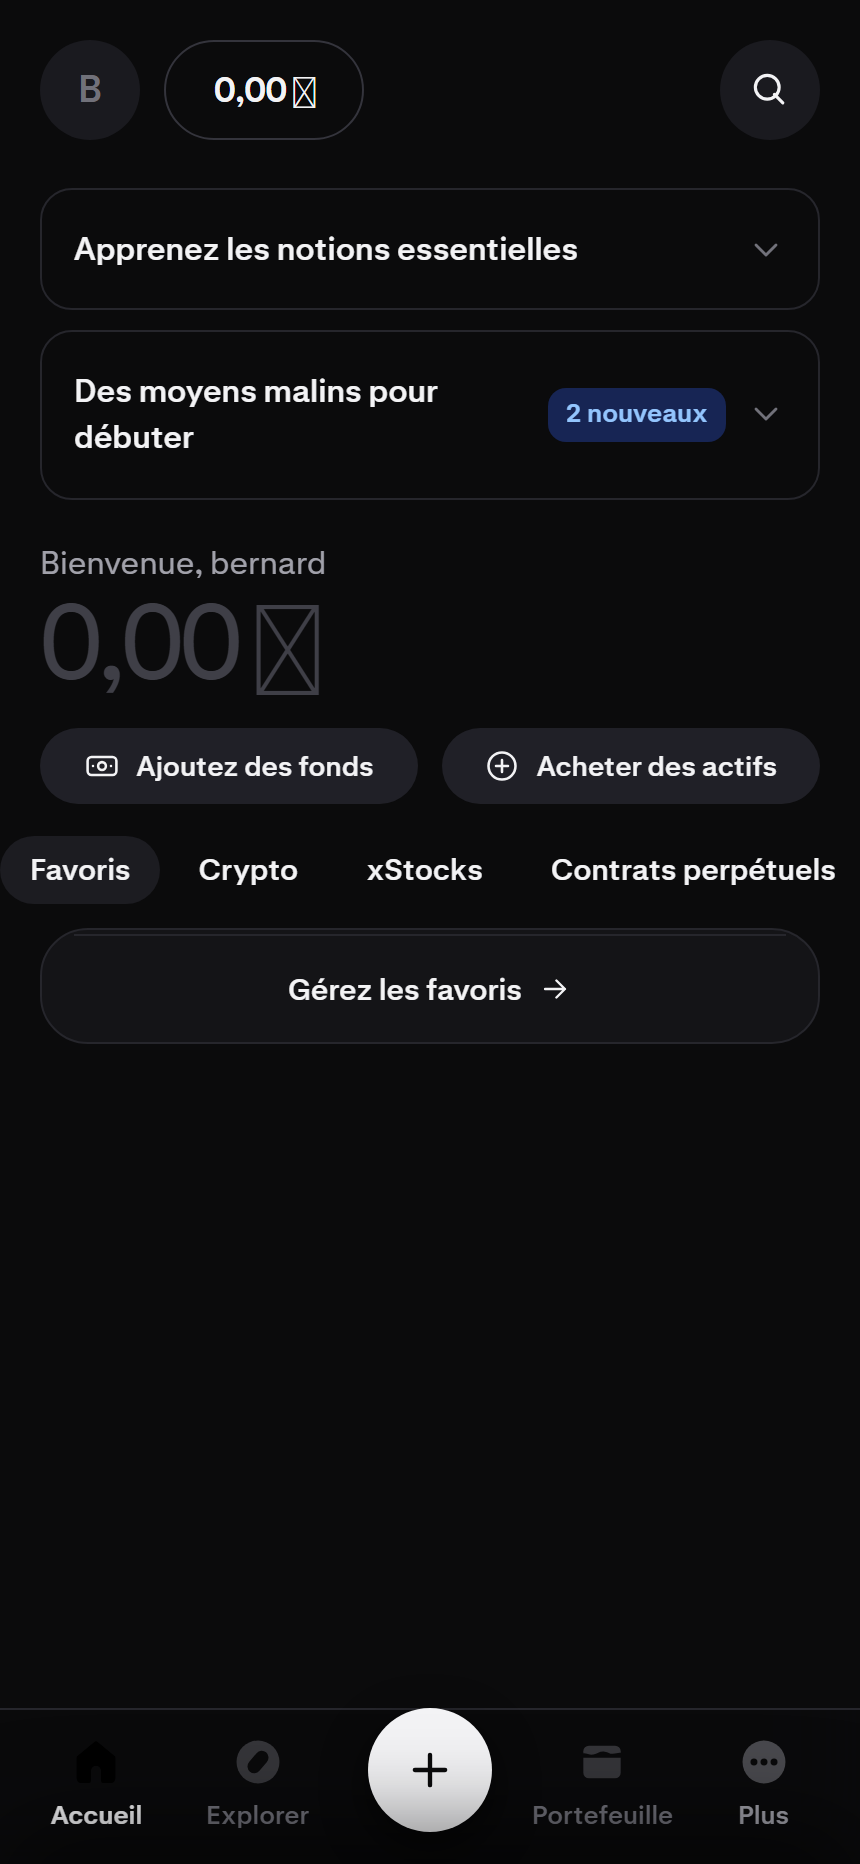 B
0,00
Apprenez les notions essentielles
Des moyens malins pour
débuter
2 nouveaux
Bienvenue, bernard
0,00
Ajoutez des fonds
Acheter des actifs
Favoris Crypto xStocks Contrats perpétuels
Gérez les favoris →
Accueil Explorer Portefeuille Plus